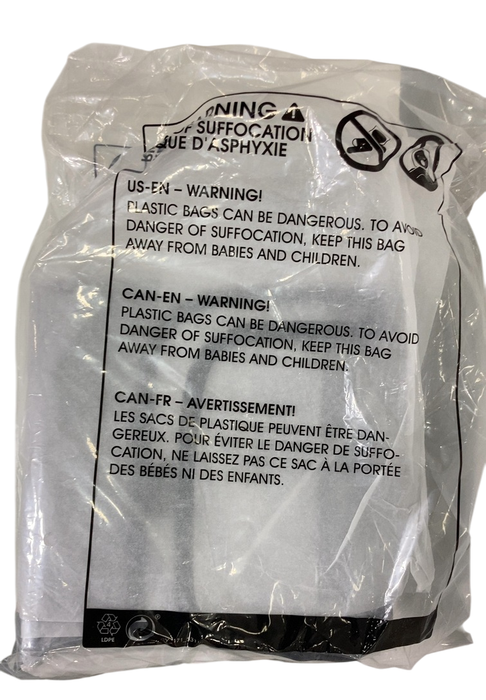 RNING
OF SUFFOCATION
QUE D'ASPHYXIE
US-EN – WARNING!
PLASTIC BAGS CAN BE DANGEROUS. TO AVOID
DANGER OF SUFFOCATION, KEEP THIS BAG
AWAY FROM BABIES AND CHILDREN.
CAN-EN – WARNING!
PLASTIC BAGS CAN BE DANGEROUS. TO AVOID
DANGER OF SUFFOCATION, KEEP THIS BAG
AWAY FROM BABIES AND CHILDREN.
CAN-FR – AVERTISSEMENT!
LES SACS DE PLASTIQUE PEUVENT ÊTRE DAN-
GEREUX. POUR ÉVITER LE DANGER DE SUFFO-
CATION, NE LAISSEZ PAS CE SAC À LA PORTÉE
DES BÉBÉS NI DES ENFANTS.
LDPE